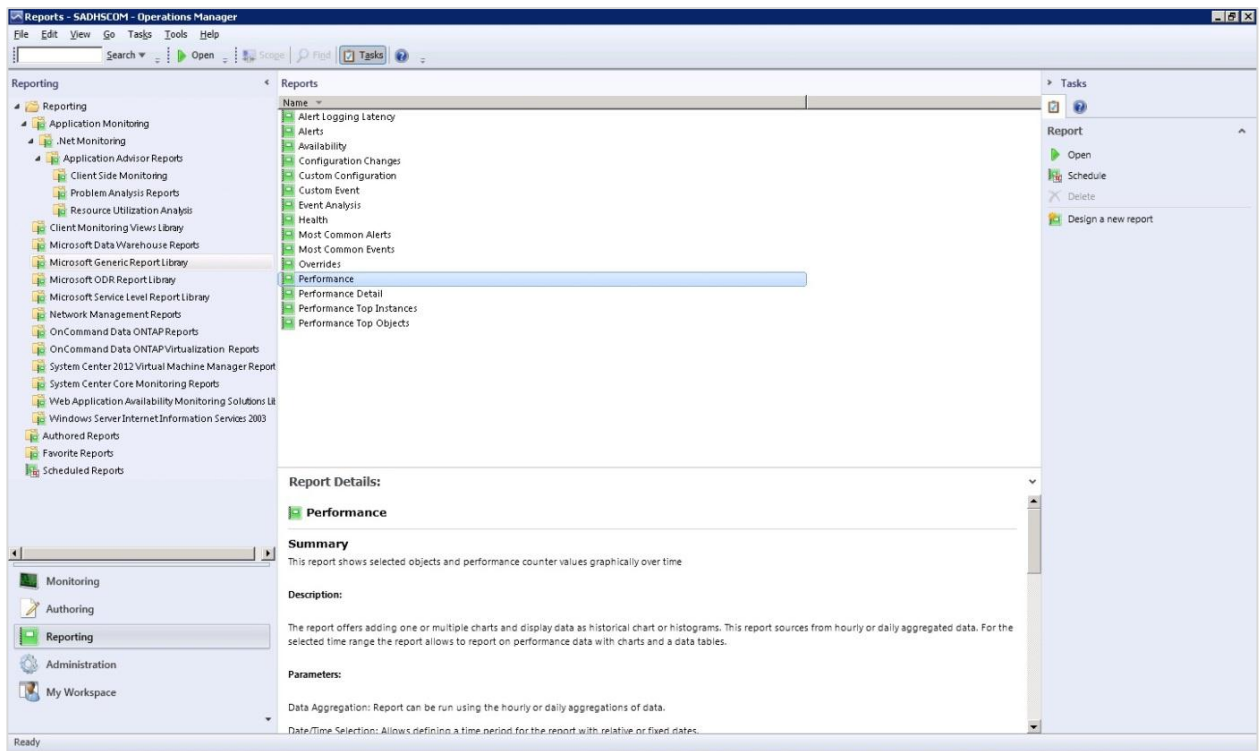 Reports - SADHSCOM - Operations Manager
File Edit View Go Tasks Tools Help
Search Open Scope Find Tasks
Reporting
Reporting
Application Monitoring
.Net Monitoring
Application Advisor Reports
Client Side Monitoring
Problem Analysis Reports
Resource Utilization Analysis
Client Monitoring Views Library
Microsoft Data Warehouse Reports
Microsoft Generic Report Library
Microsoft ODR Report Library
Microsoft Service Level Report Library
Network Management Reports
OnCommand Data ONTAP Reports
OnCommand Data ONTAP Virtualization Reports
System Center 2012 Virtual Machine Manager Report
System Center Core Monitoring Reports
Web Application Availability Monitoring Solutions Lib
Windows Server Internet Information Services 2003
Authored Reports
Favorite Reports
Scheduled Reports
Monitoring
Authoring
Reporting
Administration
My Workspace
Reports
Name
Alert Logging Latency
Alerts
Availability
Configuration Changes
Custom Configuration
Custom Event
Event Analysis
Health
Most Common Alerts
Most Common Events
Overrides
Performance
Performance Detail
Performance Top Instances
Performance Top Objects
Report Details:
Performance
Summary
This report shows selected objects and performance counter values graphically over time
Description:
The report offers adding one or multiple charts and display data as historical chart or histograms. This report sources from hourly or daily aggregated data. For the
selected time range the report allows to report on performance data with charts and a data tables.
Parameters:
Data Aggregation: Report can be run using the hourly or daily aggregations of data.
Date/Time Selection: Allows defining a time period for the report with relative or fixed dates.
Tasks
Report
Open
Schedule
Delete
Design a new report
Ready